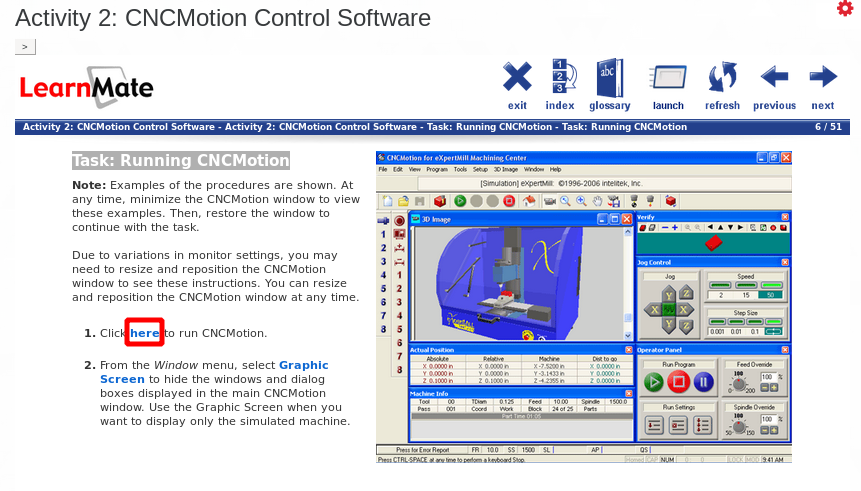 Activity 2: CNCMotion Control Software
>
LearnMate
exit index glossary launch refresh previous next
Activity 2: CNCMotion Control Software - Activity 2: CNCMotion Control Software - Task: Running CNCMotion - Task: Running CNCMotion 6 / 51
Task: Running CNCMotion
Note: Examples of the procedures are shown. At
any time, minimize the CNCMotion window to view
these examples. Then, restore the window to
continue with the task.
Due to variations in monitor settings, you may
need to resize and reposition the CNCMotion
window to see these instructions. You can resize
and reposition the CNCMotion window at any time.
1. Click here to run CNCMotion.
2. From the Window menu, select Graphic
Screen to hide the windows and dialog
boxes displayed in the main CNCMotion
window. Use the Graphic Screen when you
want to display only the simulated machine.
CNCMotion for eXpertMill Machining Center
File Edit View Program Tools Setup 3D Image Window Help
[Simulation] eXpertMill: ©1996-2006 intelitek, Inc.
3D Image
Verify
Jog Control
Jog Speed
2 15 50
Step Size
0.001 0.01 0.1
Y Z
X X
Z Y
Actual Position
Absolute Relative Machine Dist to go
X 0.0000 in X 0.0000 in X -7.5200 in X 0.0000 in
Y 0.0000 in Y 0.0000 in Y -3.1433 in Y 0.0000 in
Z 0.1000 in Z 0.1000 in Z -4.2355 in Z 0.0000 in
Machine Info
Tool 00 TDiam 0.125 Feed 10.00 Spindle 1500.0
Pass 001 Coord Work Block 24 of 25 Parts
Part Time 01:05
Operator Panel
Run Program Feed Override
100 %
Run Settings Spindle Override
100 %
Press for Error Report FR 10.0 SS 1500 SL AP QS
Press CTRL-SPACE at any time to perform a keyboard Stop. NUM 9:41 AM